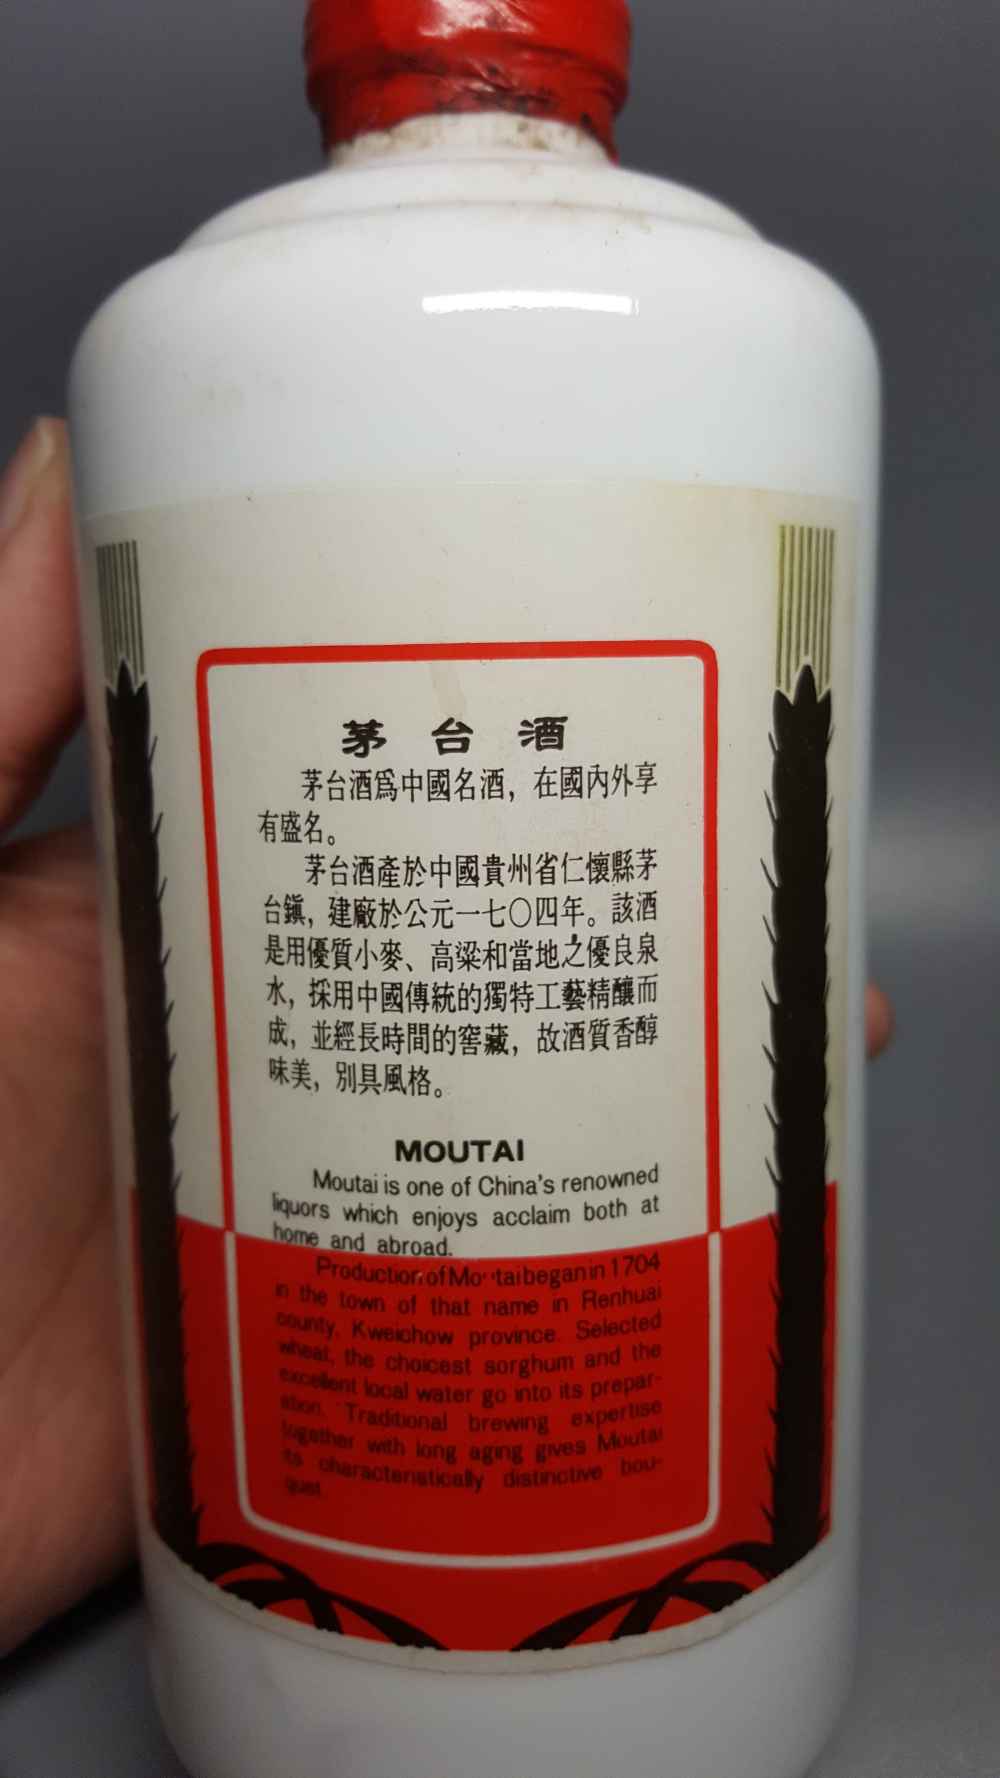 茅台酒
茅台酒爲中國名酒，在國内外享
有盛名。
茅台酒產於中國貴州省仁懷縣茅
台鎮，建廠於公元一七〇四年。該酒
是用優質小麥、高粱和當地之優良泉
水，採用中國傳統的獨特工藝精釀而
成，並經長時間的窖藏，故酒質香醇
味美，別具風格。
MOUTAI
Moutai is one of China's renowned
liquors which enjoys acclaim both at
home and abroad.
Production of Moutai began in 1704
in the town of that name in Renhuai
county, Kweichow province. Selected
wheat, the choicest sorghum and the
excellent local water go into its prepar-
ation. Traditional brewing expertise
together with long aging gives Moutai
its characteristically distinctive bou-
quet.